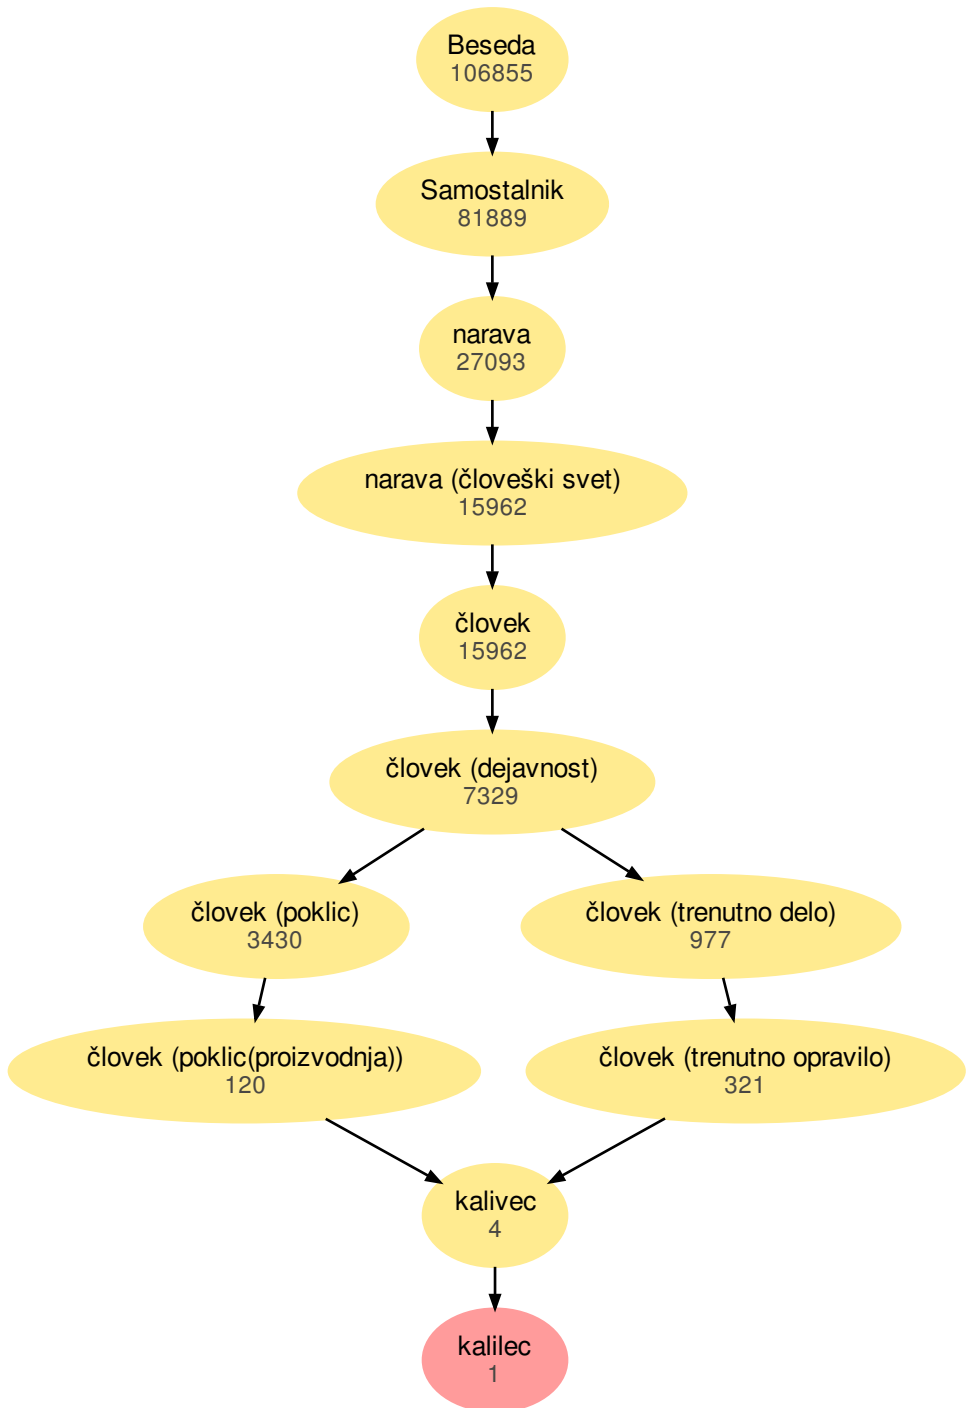 Beseda
106855
Samostalnik
81889
narava
27093
narava (človeški svet)
15962
človek
15962
človek (dejavnost)
7329
človek (poklic)
3430
človek (trenutno delo)
977
človek (poklic(proizvodnja))
120
človek (trenutno opravilo)
321
kalivec
4
kalilec
1